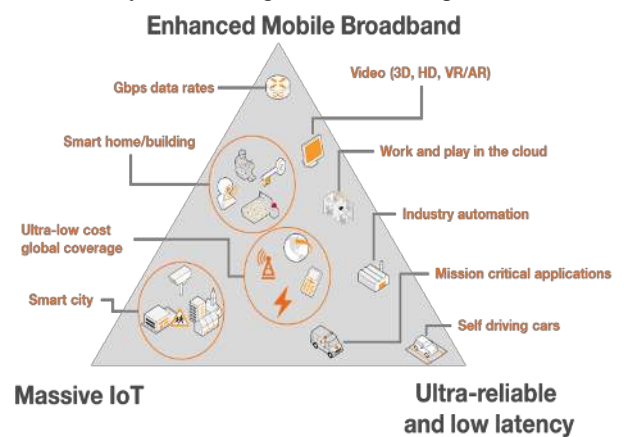 Enhanced Mobile Broadband
Video (3D, HD, VR/AR)
Gbps data rates
Smart home/building
Work and play in the cloud
Industry automation
Ultra-low cost
global coverage
Mission critical applications
Smart city
Self driving cars
Massive IoT
Ultra-reliable
and low latency